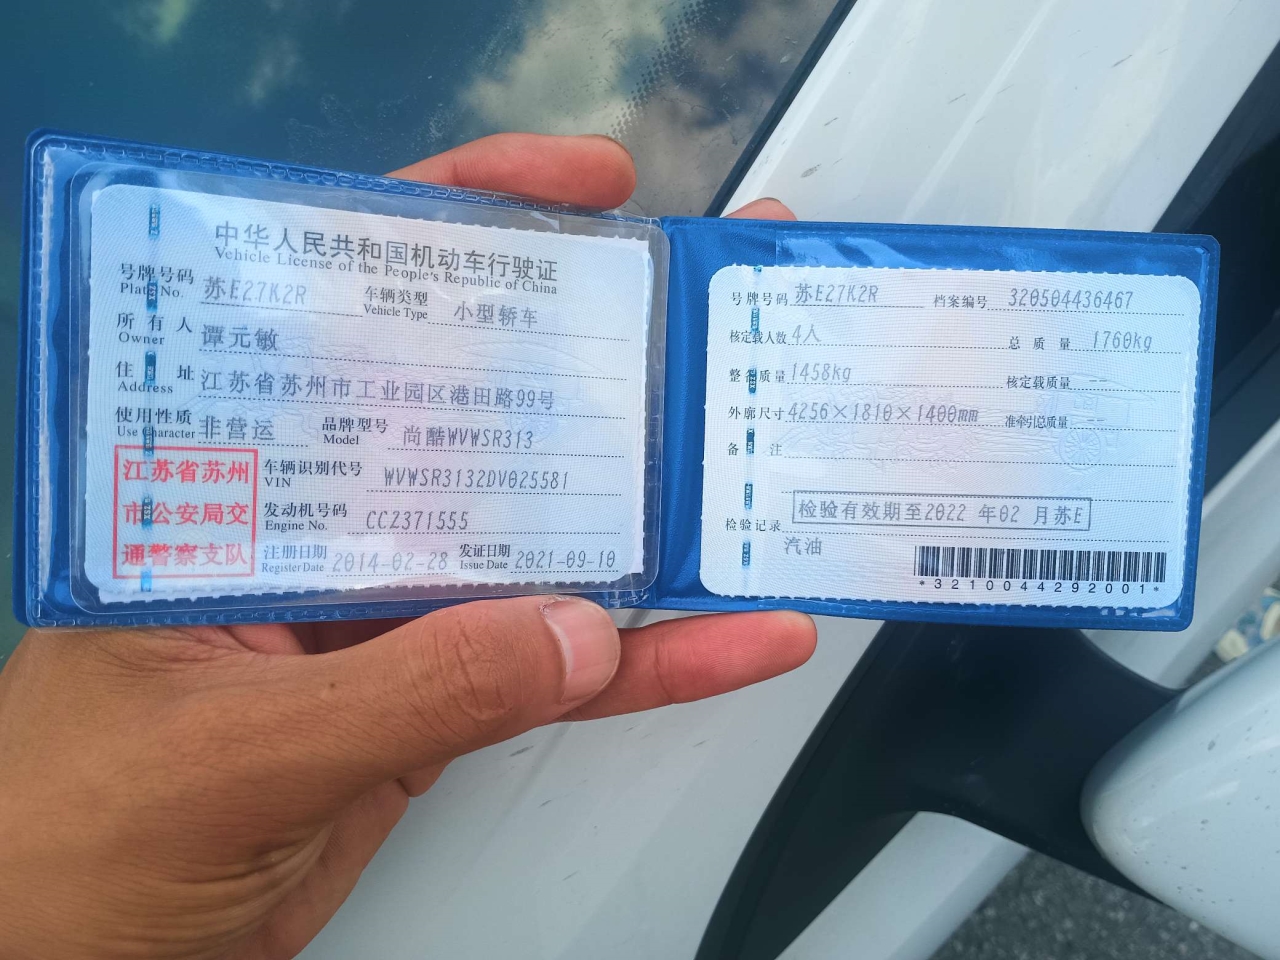 中华人民共和国机动车行驶证
Vehicle License of the People's Republic of China
号牌号码 苏E27K2R 车辆类型 小型轿车
Plate No. Vehicle Type
所有人 谭元敏
Owner
住址 江苏省苏州市工业园区港田路99号
Address
使用性质 非营运 品牌型号 尚酷WVWSR313
Use Character Model
江苏省苏州
市公安局交
通警察支队
车辆识别代号 WVWSR3132DV025581
VIN
发动机号码 CCZ371555
Engine No.
注册日期 2014-02-28 发证日期 2021-09-10
Register Date Issue Date
号牌号码 苏E27K2R 档案编号 320504436467
核定载人数 4人 总质量 1760kg
整备质量 1458kg 核定载质量 --
外廓尺寸 4256×1810×1400mm 准牵引总质量 --
备注
检验记录 检验有效期至2022 年02 月苏E
汽油
*3210044292001*